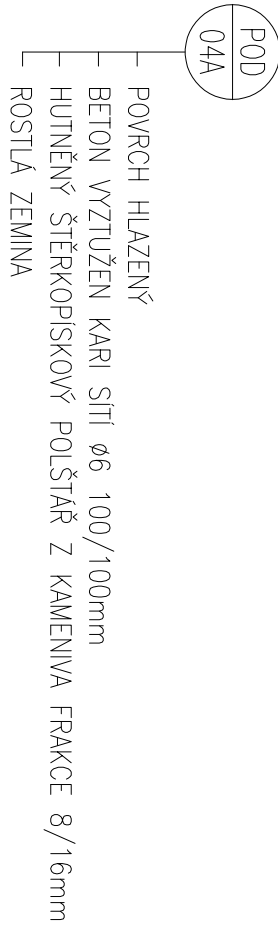 POD
04A
POVRCH HLAZENÝ
BETON VYZTUŽEN KARI SÍTÍ Ø6 100/100mm
HUTNĚNÝ ŠTĚRKOPÍSKOVÝ POLŠTÁŘ Z KAMENIVA FRAKCE 8/16mm
ROSTLÁ ZEMINA